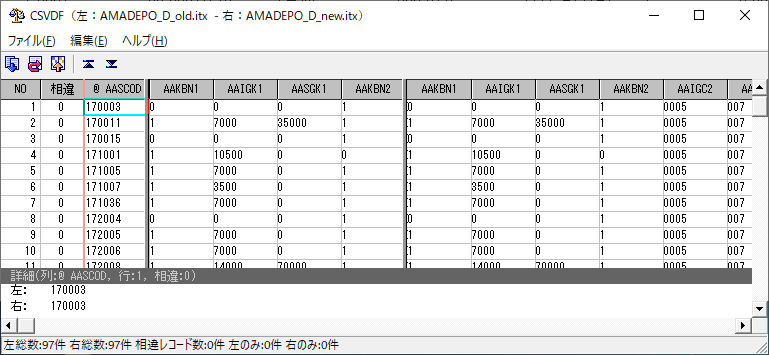 CSVDF（左：AMADEPO_D_old.itx - 右：AMADEPO_D_new.itx）
ファイル(F) 編集(E) ヘルプ(H)
NO 相違 @ AASCOD AAKBN1 AAIGK1 AASGK1 AAKBN2 AAKBN1 AAIGK1 AASGK1 AAKBN2 AAIGC2
1 0 170003 0 0 0 1 0 0 0 1 0005 007
2 0 170011 1 7000 35000 1 1 7000 35000 1 0005 007
3 0 170015 0 0 0 1 0 0 0 1 0005 007
4 0 171001 1 10500 0 0 1 10500 0 0 0005 007
5 0 171005 1 7000 0 1 1 7000 0 1 0005 007
6 0 171007 1 3500 0 1 1 3500 0 1 0005 007
7 0 171036 1 7000 0 1 1 7000 0 1 0005 007
8 0 172004 0 0 0 1 0 0 0 1 0005 007
9 0 172005 1 7000 0 1 1 7000 0 1 0005 007
10 0 172006 1 7000 0 1 1 7000 0 1 0005 007
11 0 172008 1 14000 70000 1 1 14000 70000 1 0005 007
詳細(列:@ AASCOD, 行:1, 相違:0)
左: 170003
右: 170003
左総数:97件 右総数:97件 相違レコード数:0件 左のみ:0件 右のみ:0件